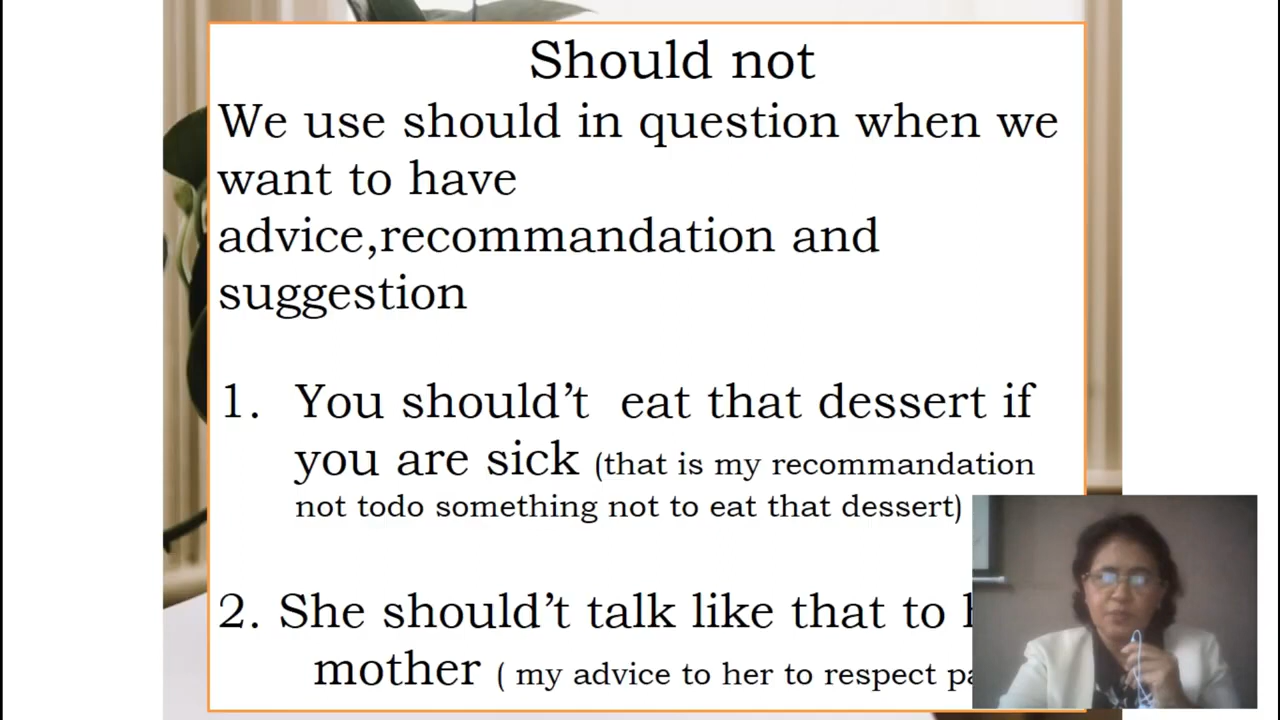 Should not
We use should in question when we
want to have
advice,recommandation and
suggestion
1. You should’t eat that dessert if
you are sick (that is my recommandation
not todo something not to eat that dessert)
2. She should’t talk like that to
mother ( my advice to her to respect